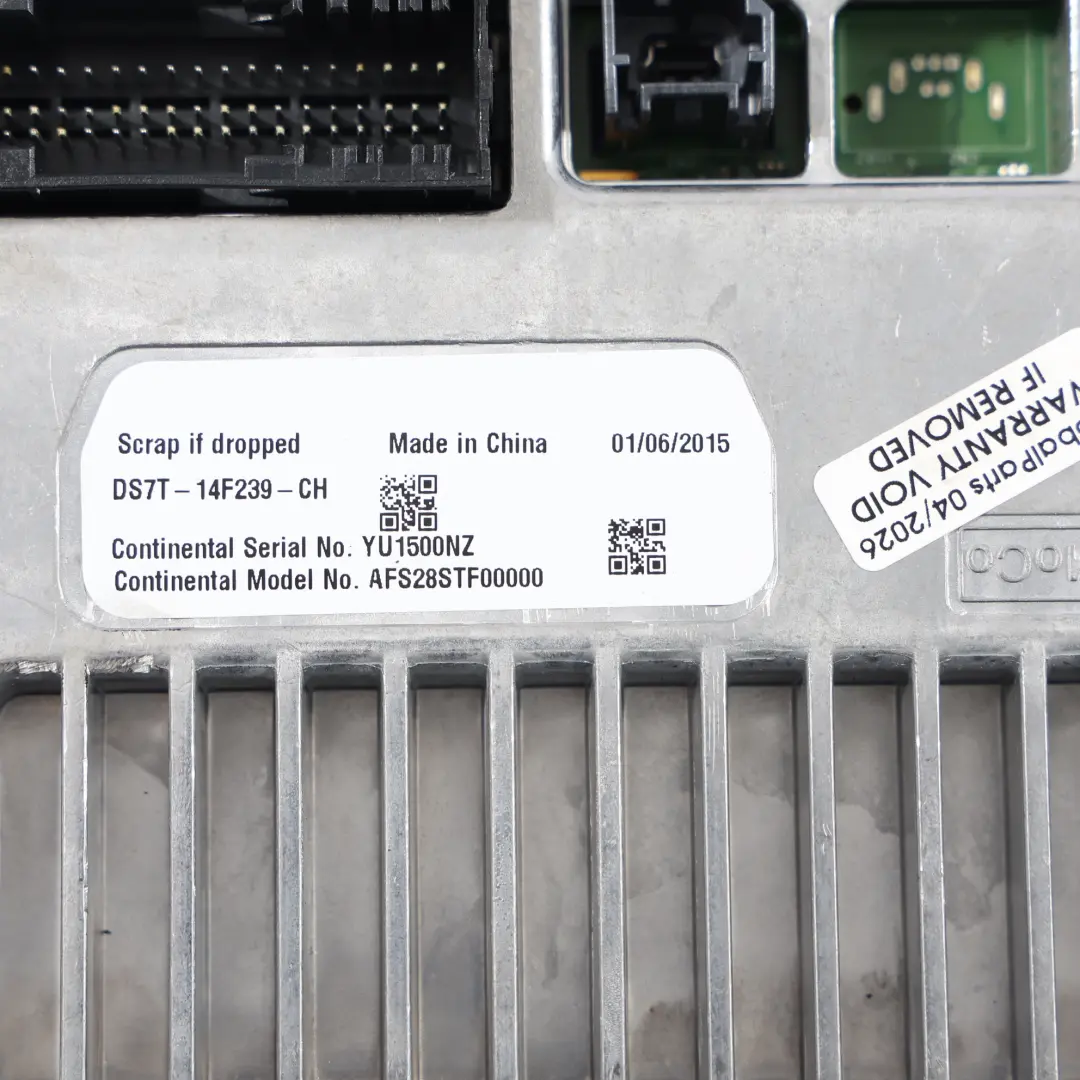 Scrap if dropped Made in China 01/06/2015
DS7T-14F239-CH
Continental Serial No. YU1500NZ
Continental Model No. AFS28STF00000
04/2026
WARRANTY VOID
IF REMOVED